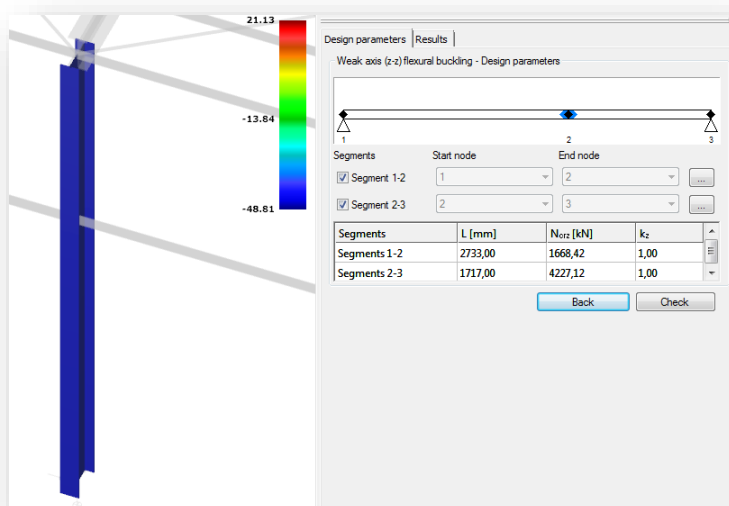 21.13
-13.84
-48.81
Design parameters Results
Weak axis (z-z) flexural buckling - Design parameters
1 2 3
Segments Start node End node
Segment 1-2 1 2 ...
Segment 2-3 2 3 ...
Segments L [mm] Ncrz [kN] kz
Segments 1-2 2733,00 1668,42 1,00
Segments 2-3 1717,00 4227,12 1,00
Back Check